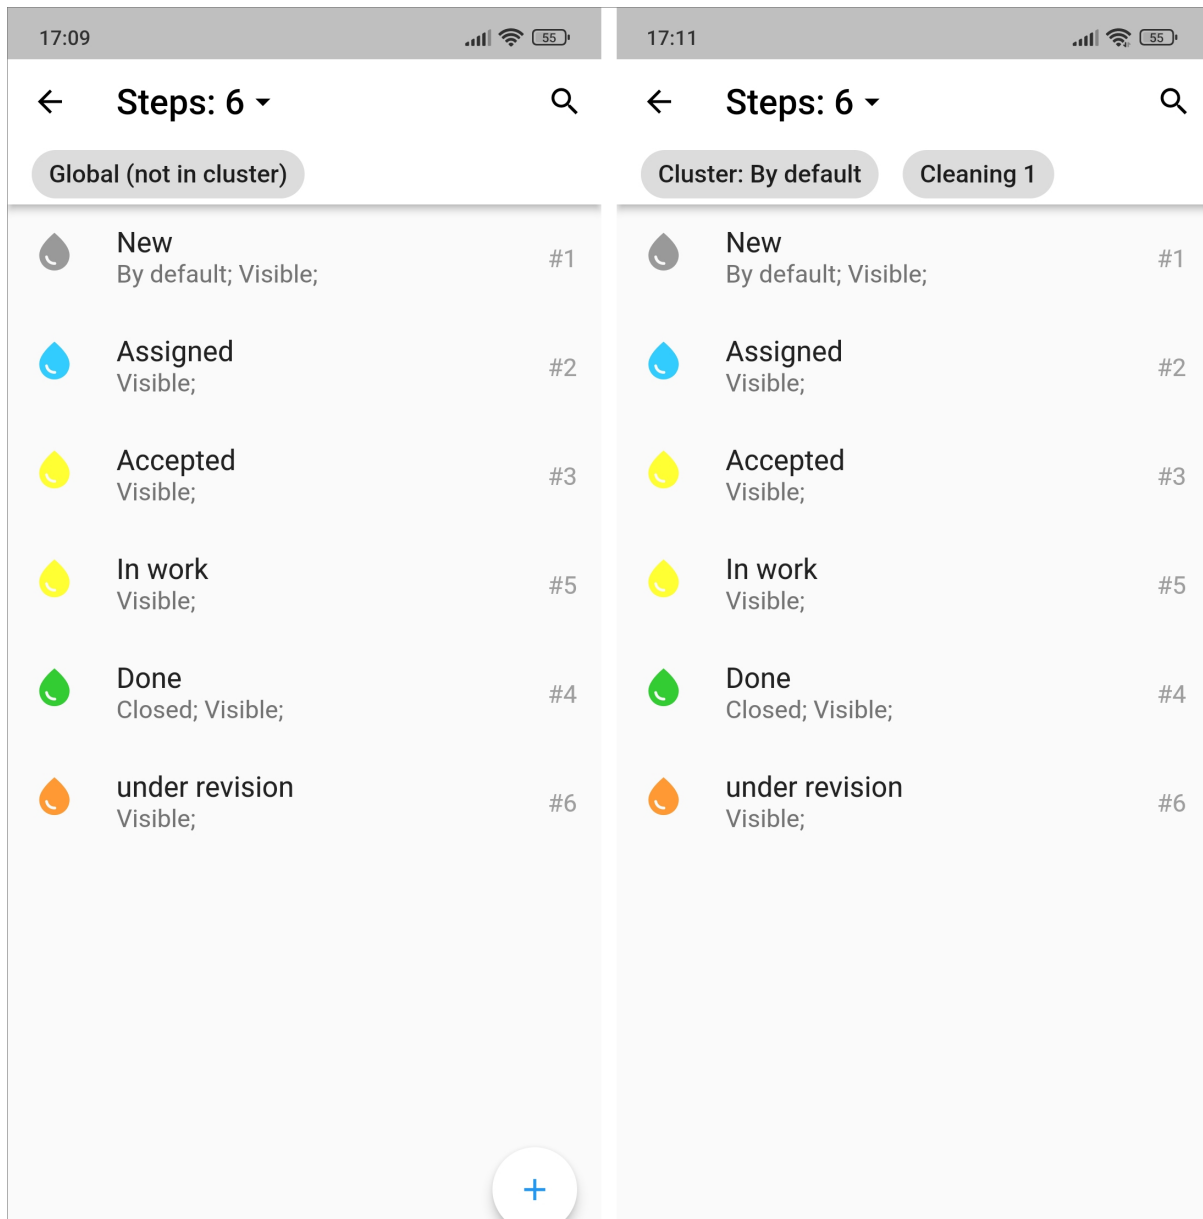 17:09
55
Steps: 6
Global (not in cluster)
New
By default; Visible;
#1
Assigned
Visible;
#2
Accepted
Visible;
#3
In work
Visible;
#5
Done
Closed; Visible;
#4
under revision
Visible;
#6
+
17:11
55
Steps: 6
Cluster: By default
Cleaning 1
New
By default; Visible;
#1
Assigned
Visible;
#2
Accepted
Visible;
#3
In work
Visible;
#5
Done
Closed; Visible;
#4
under revision
Visible;
#6